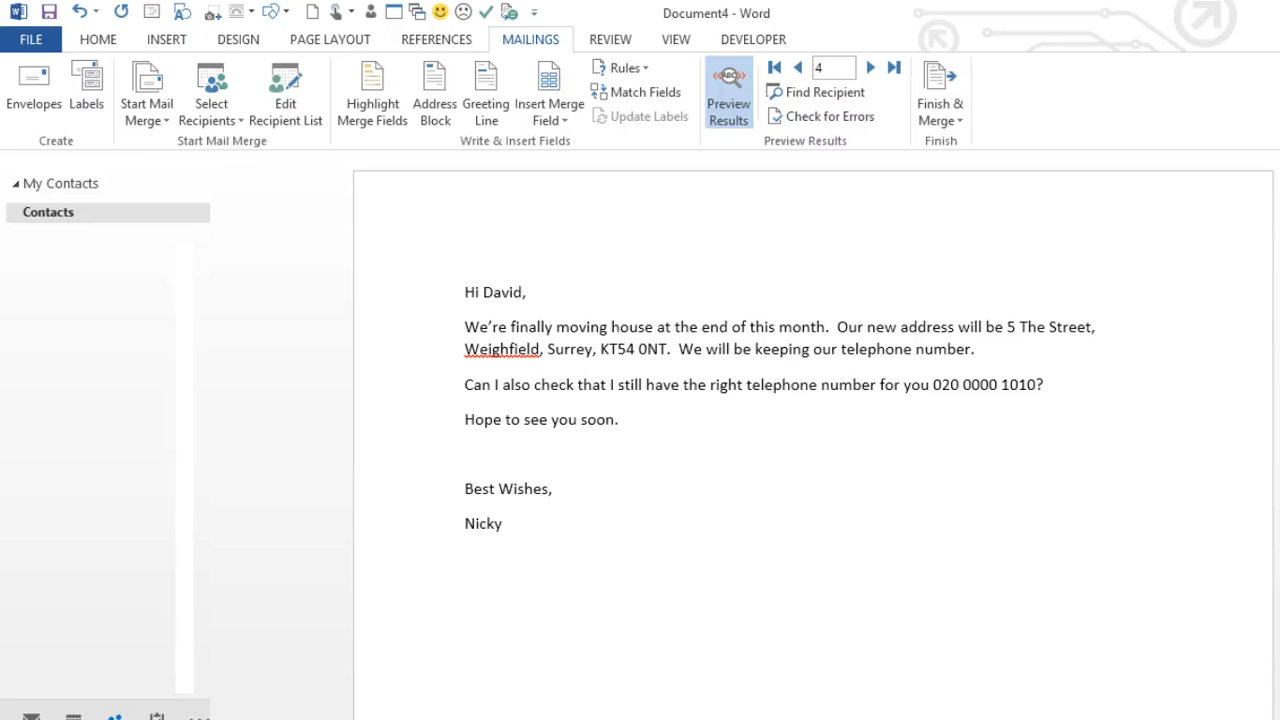 Document4 - Word
FILE HOME INSERT DESIGN PAGE LAYOUT REFERENCES MAILINGS REVIEW VIEW DEVELOPER
Envelopes
Labels
Create
Start Mail
Merge
Select
Recipients
Edit
Recipient List
Start Mail Merge
Highlight
Merge Fields
Address
Block
Greeting
Line
Insert Merge
Field
Rules
Match Fields
Update Labels
Write & Insert Fields
ABC
Preview
Results
4
Find Recipient
Check for Errors
Preview Results
Finish &
Merge
Finish
My Contacts
Contacts
Hi David,
We’re finally moving house at the end of this month.  Our new address will be 5 The Street,
Weighfield, Surrey, KT54 0NT.  We will be keeping our telephone number.
Can I also check that I still have the right telephone number for you 020 0000 1010?
Hope to see you soon.
Best Wishes,
Nicky